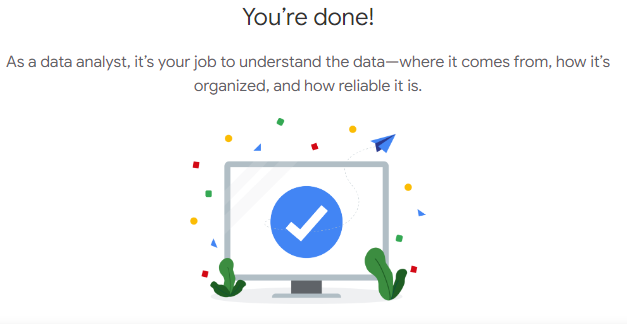 You’re done!
As a data analyst, it’s your job to understand the data—where it comes from, how it’s
organized, and how reliable it is.